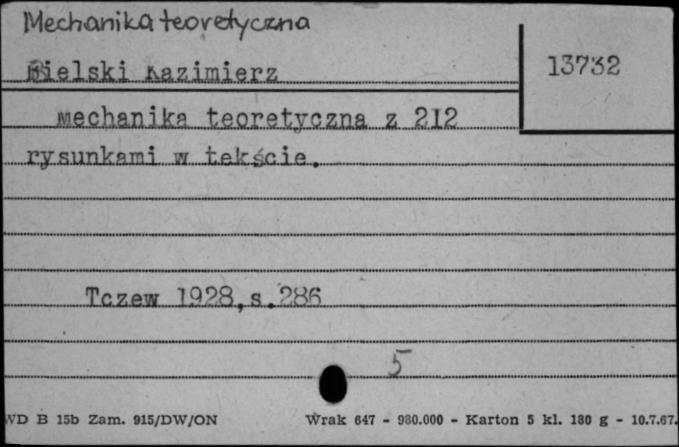 Mechanika teoretyczna
13732
Bielski Kazimierz
Mechanika teoretyczna z 212
rysunkami w tekście.
Tczew 1928,s.286
5
WD B 15b Zam. 915/DW/ON Wrak 647 - 980.000 - Karton 5 kl. 180 g - 10.7.67.